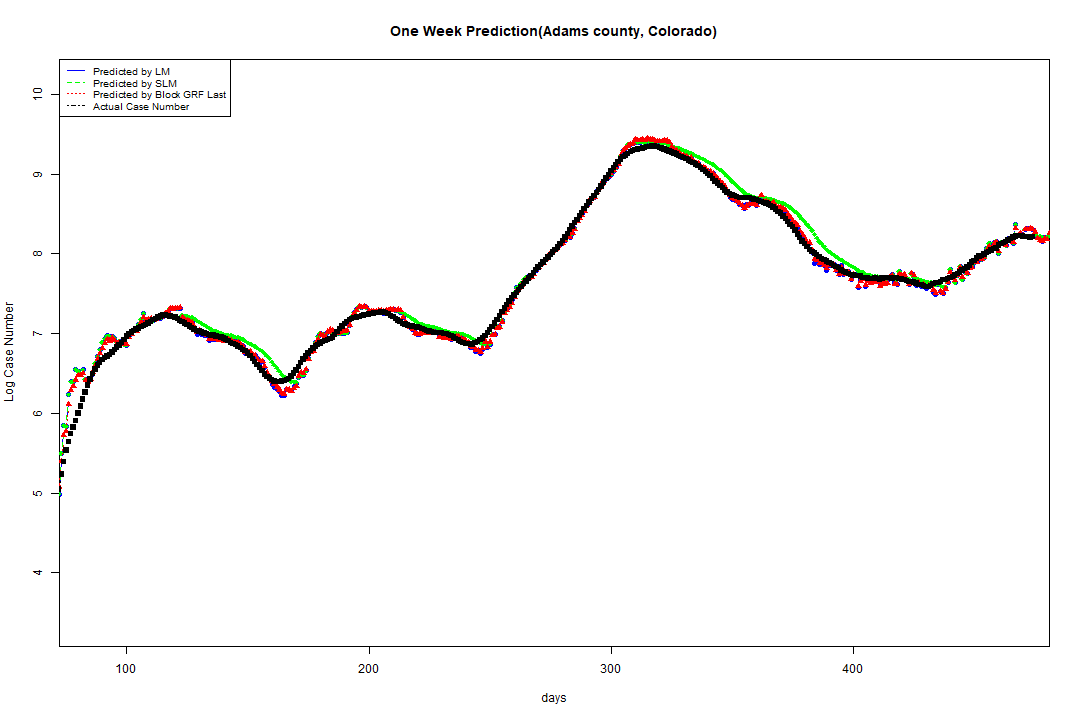 One Week Prediction(Adams county, Colorado)
Predicted by LM
Predicted by SLM
Predicted by Block GRF Last
Actual Case Number
10
9
8
7
6
5
4
Log Case Number
100 200 300 400
days